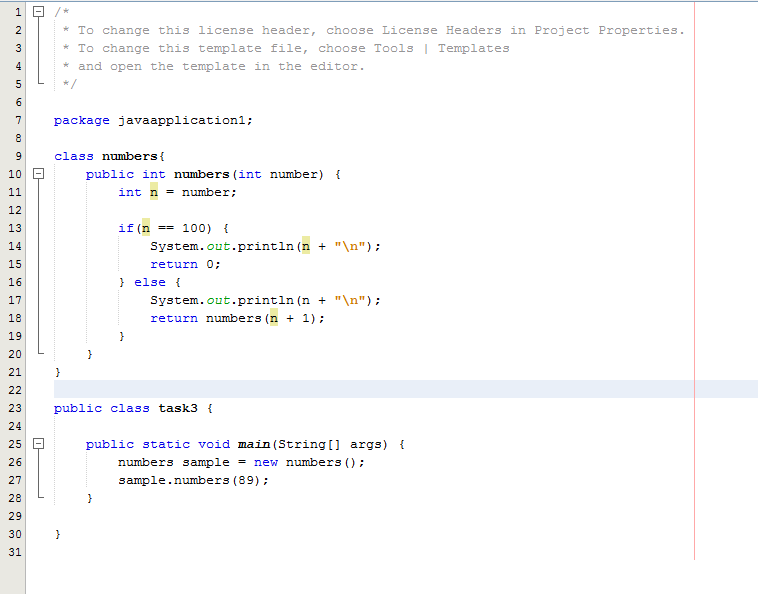 1 /*
2 * To change this license header, choose License Headers in Project Properties.
3 * To change this template file, choose Tools | Templates
4 * and open the template in the editor.
5 */
6
7 package javaapplication1;
8
9 class numbers{
10 public int numbers(int number) {
11 int n = number;
12
13 if(n == 100) {
14 System.out.println(n + "\n");
15 return 0;
16 } else {
17 System.out.println(n + "\n");
18 return numbers(n + 1);
19 }
20 }
21 }
22
23 public class task3 {
24
25 public static void main(String[] args) {
26 numbers sample = new numbers();
27 sample.numbers(89);
28 }
29
30 }
31